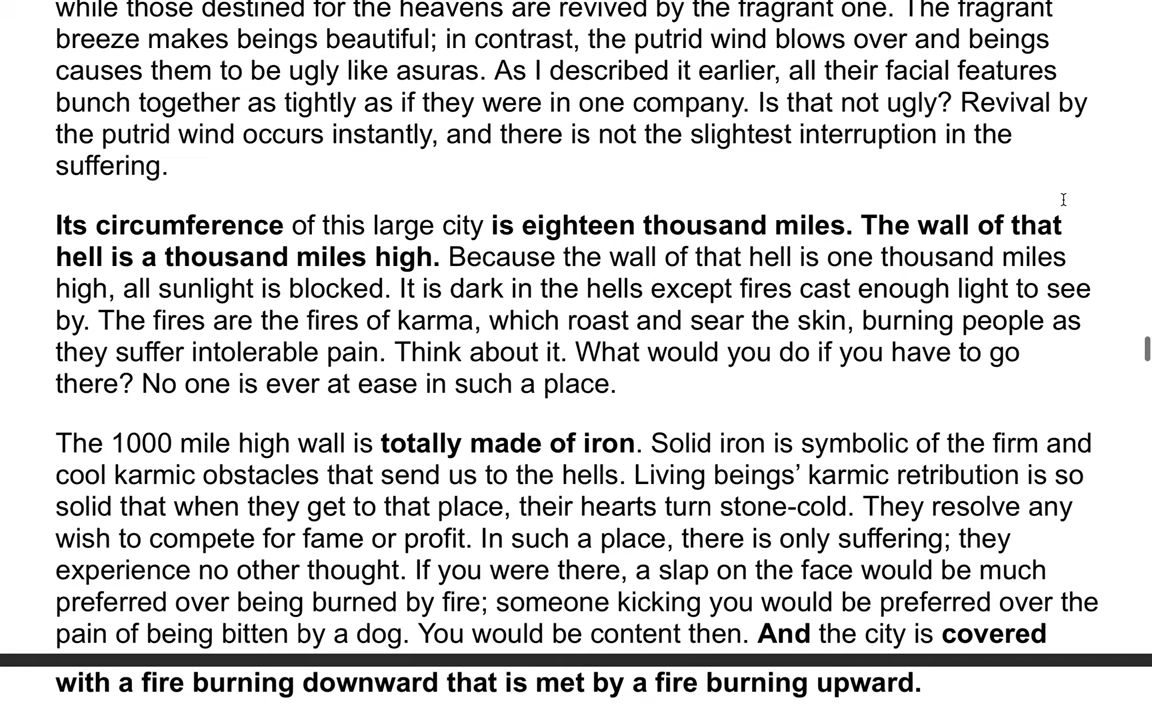 while those destined for the heavens are revived by the fragrant one. The fragrant
breeze makes beings beautiful; in contrast, the putrid wind blows over and beings
causes them to be ugly like asuras. As I described it earlier, all their facial features
bunch together as tightly as if they were in one company. Is that not ugly? Revival by
the putrid wind occurs instantly, and there is not the slightest interruption in the
suffering.
Its circumference of this large city is eighteen thousand miles. The wall of that
hell is a thousand miles high. Because the wall of that hell is one thousand miles
high, all sunlight is blocked. It is dark in the hells except fires cast enough light to see
by. The fires are the fires of karma, which roast and sear the skin, burning people as
they suffer intolerable pain. Think about it. What would you do if you have to go
there? No one is ever at ease in such a place.
The 1000 mile high wall is totally made of iron. Solid iron is symbolic of the firm and
cool karmic obstacles that send us to the hells. Living beings’ karmic retribution is so
solid that when they get to that place, their hearts turn stone-cold. They resolve any
wish to compete for fame or profit. In such a place, there is only suffering; they
experience no other thought. If you were there, a slap on the face would be much
preferred over being burned by fire; someone kicking you would be preferred over the
pain of being bitten by a dog. You would be content then. And the city is covered
with a fire burning downward that is met by a fire burning upward.